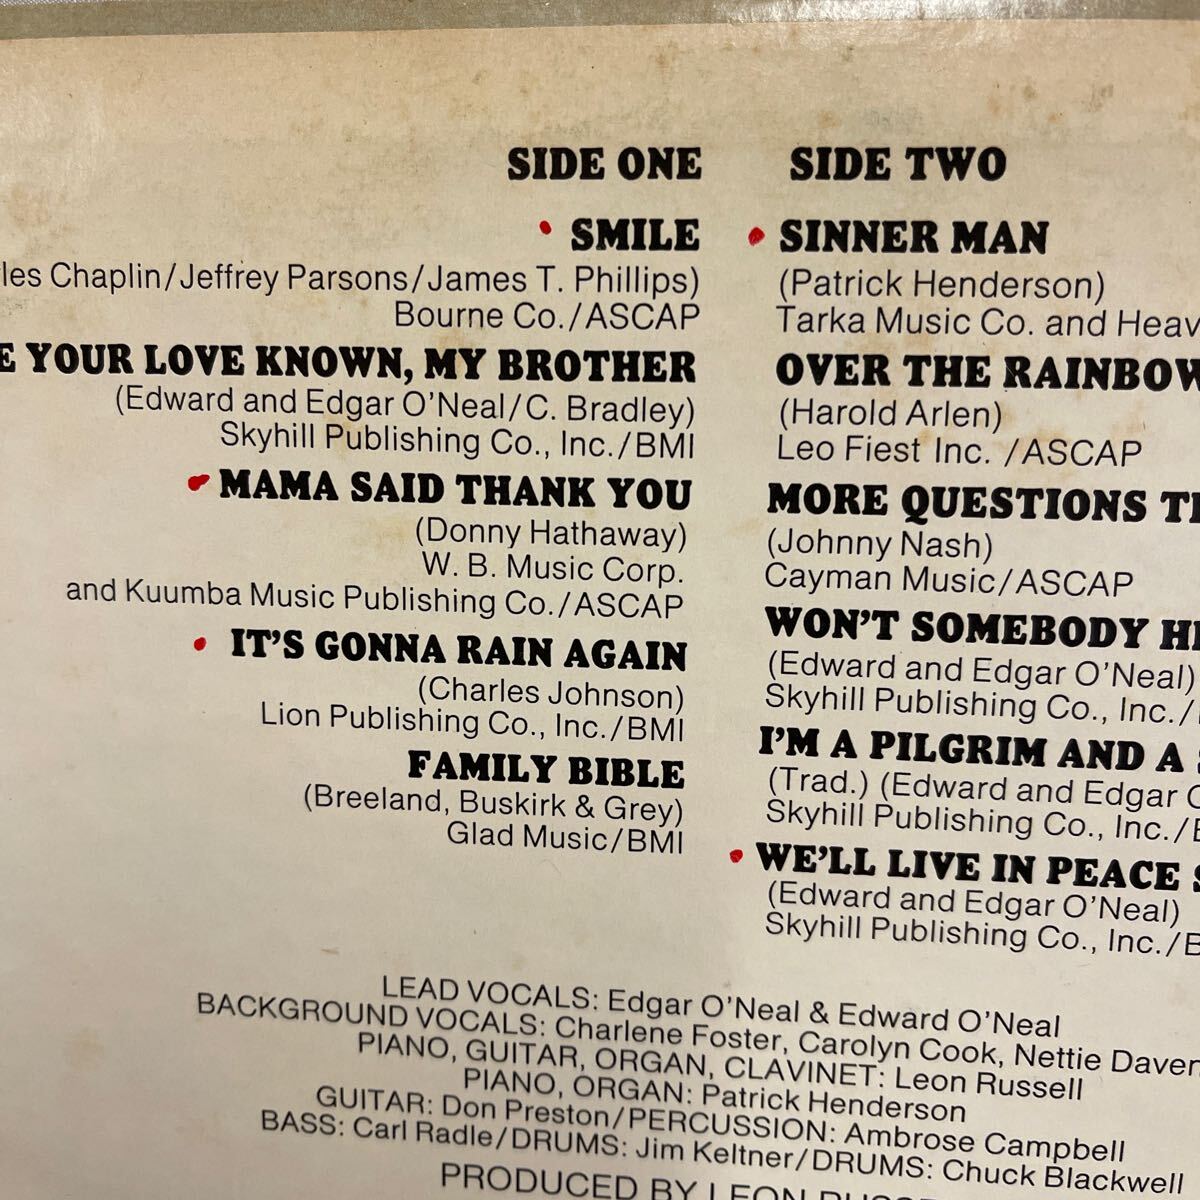 SIDE ONE
SMILE
les Chaplin/Jeffrey Parsons/James T. Phillips)
Bourne Co./ASCAP
E YOUR LOVE KNOWN, MY BROTHER
(Edward and Edgar O'Neal/C. Bradley)
Skyhill Publishing Co., Inc./BMI
MAMA SAID THANK YOU
(Donny Hathaway)
W. B. Music Corp.
and Kuumba Music Publishing Co./ASCAP
IT'S GONNA RAIN AGAIN
(Charles Johnson)
Lion Publishing Co., Inc./BMI
FAMILY BIBLE
(Breeland, Buskirk & Grey)
Glad Music/BMI
SIDE TWO
SINNER MAN
(Patrick Henderson)
Tarka Music Co. and Heav
OVER THE RAINBOW
(Harold Arlen)
Leo Fiest Inc. /ASCAP
MORE QUESTIONS T
(Johnny Nash)
Cayman Music/ASCAP
WON'T SOMEBODY HE
(Edward and Edgar O'Neal)
Skyhill Publishing Co., Inc./
I'M A PILGRIM AND A S
(Trad.) (Edward and Edgar O
Skyhill Publishing Co., Inc./B
WE'LL LIVE IN PEACE S
(Edward and Edgar O'Neal)
Skyhill Publishing Co., Inc./B
LEAD VOCALS: Edgar O'Neal & Edward O'Neal
BACKGROUND VOCALS: Charlene Foster, Carolyn Cook, Nettie Daven
PIANO, GUITAR, ORGAN, CLAVINET: Leon Russell
PIANO, ORGAN: Patrick Henderson
GUITAR: Don Preston/PERCUSSION: Ambrose Campbell
BASS: Carl Radle/DRUMS: Jim Keltner/DRUMS: Chuck Blackwell
PRODUCED BY LEON RUSSE